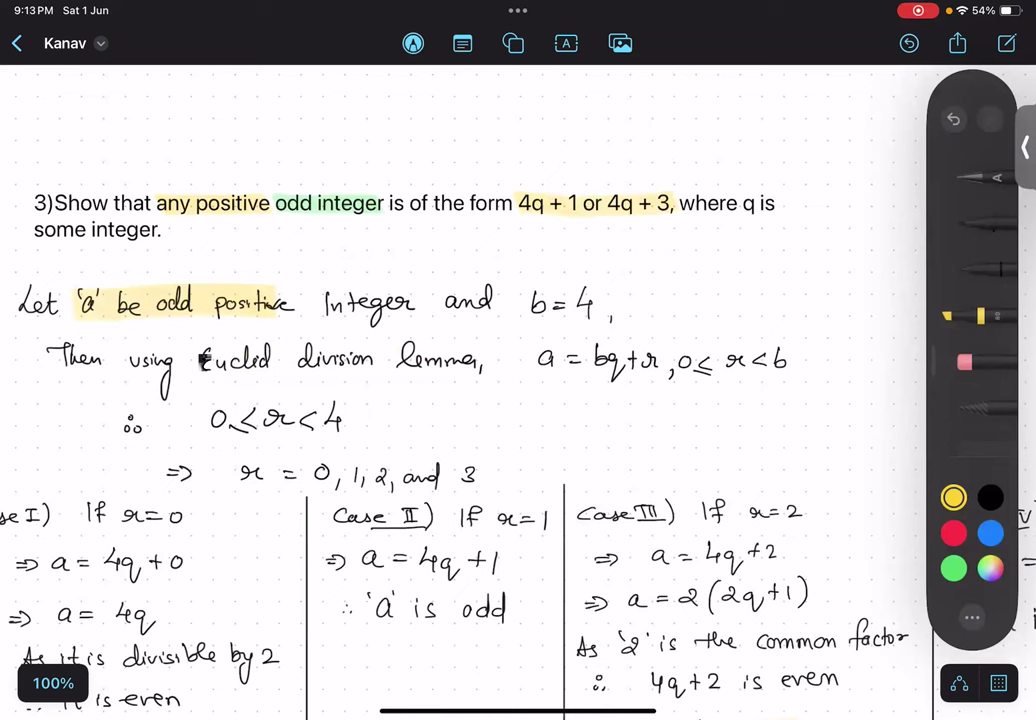 9:13 PM Sat 1 Jun
54%
Kanav
3)Show that any positive odd integer is of the form 4q + 1 or 4q + 3, where q is
some integer.
Let 'a' be odd positive Integer and b = 4,
Then using Euclid division lemma, a = bq+r, 0 ≤ r < b
∴ 0 ≤ r < 4
⇒ r = 0, 1, 2, and 3
se I) If r=0
⇒ a = 4q + 0
⇒ a = 4q
As it is divisible by 2
it is even
Case II) If r=1
⇒ a = 4q +1
∴ 'a' is odd
Case III) If r=2
⇒ a = 4q +2
⇒ a = 2(2q+1)
As '2' is the common factor
∴ 4q+2 is even
100%